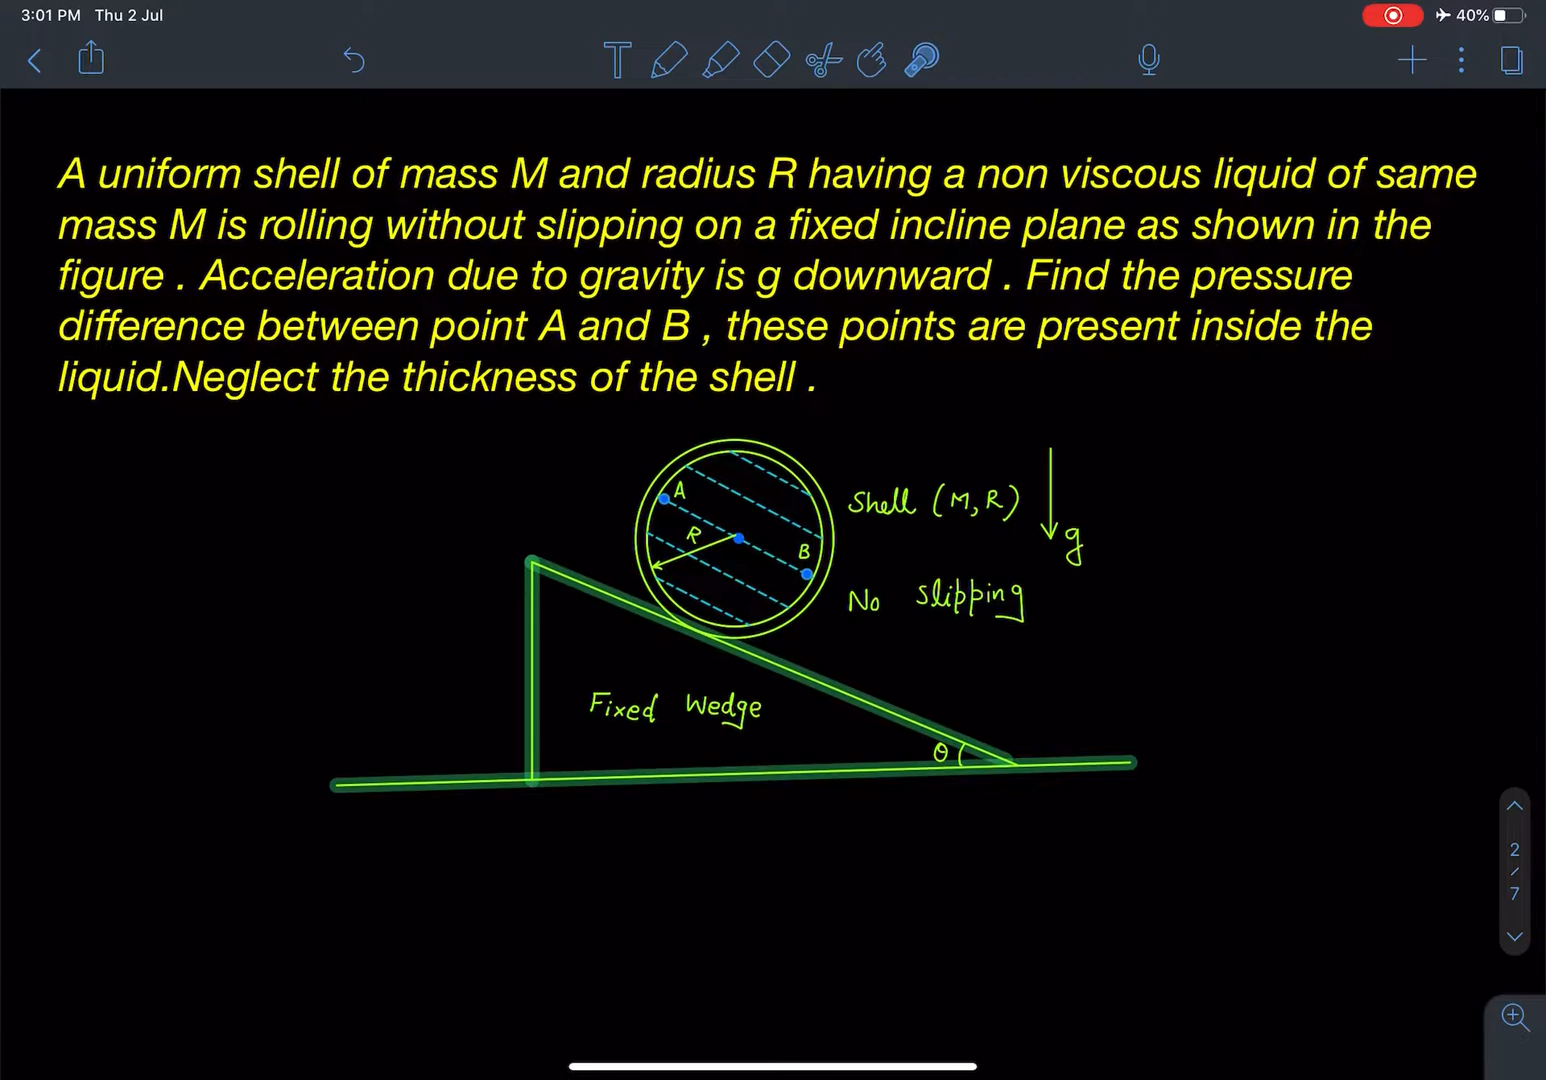 3:01 PM Thu 2 Jul
40%
A uniform shell of mass M and radius R having a non viscous liquid of same
mass M is rolling without slipping on a fixed incline plane as shown in the
figure . Acceleration due to gravity is g downward . Find the pressure
difference between point A and B , these points are present inside the
liquid.Neglect the thickness of the shell .
A
R
B
Shell (M, R)
g
No slipping
Fixed Wedge
θ
2
/
7